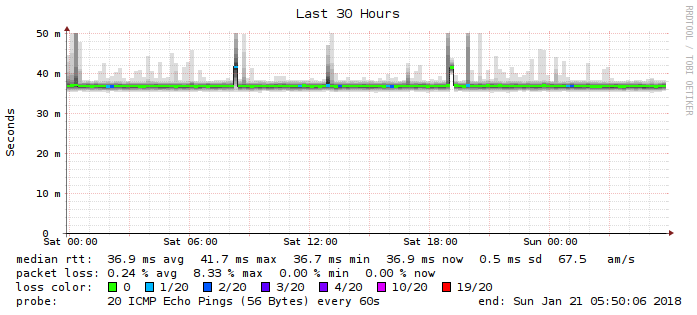 Last 30 Hours
RRDTOOL / TOBI OETIKER
Seconds
50 m
40 m
30 m
20 m
10 m
0
Sat 00:00 Sat 06:00 Sat 12:00 Sat 18:00 Sun 00:00
median rtt: 36.9 ms avg 41.7 ms max 36.7 ms min 36.9 ms now 0.5 ms sd 67.5 am/s
packet loss: 0.24 % avg 8.33 % max 0.00 % min 0.00 % now
loss color: 0 1/20 2/20 3/20 4/20 10/20 19/20
probe: 20 ICMP Echo Pings (56 Bytes) every 60s end: Sun Jan 21 05:50:06 2018